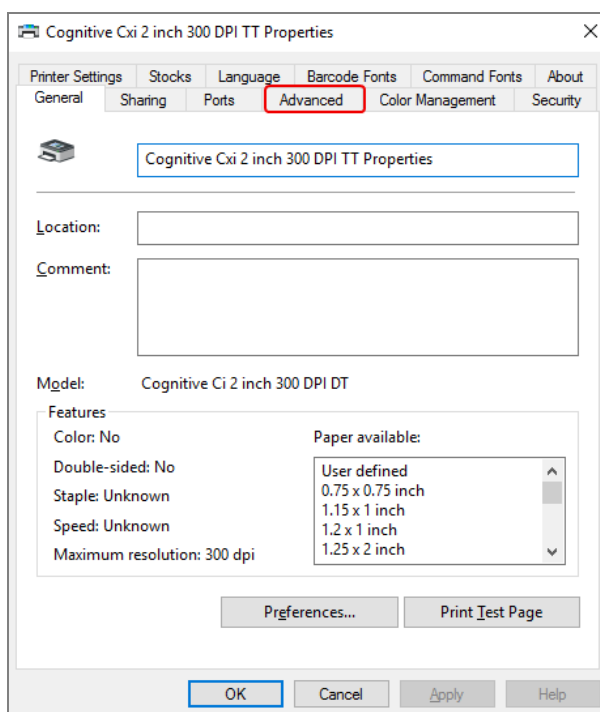 Cognitive Cxi 2 inch 300 DPI TT Properties
Printer Settings Stocks Language Barcode Fonts Command Fonts About
General Sharing Ports Advanced Color Management Security
Cognitive Cxi 2 inch 300 DPI TT Properties
Location:
Comment:
Model: Cognitive Ci 2 inch 300 DPI DT
Features
Color: No
Double-sided: No
Staple: Unknown
Speed: Unknown
Maximum resolution: 300 dpi
Paper available:
User defined
0.75 x 0.75 inch
1.15 x 1 inch
1.2 x 1 inch
1.25 x 2 inch
Preferences... Print Test Page
OK Cancel Apply Help